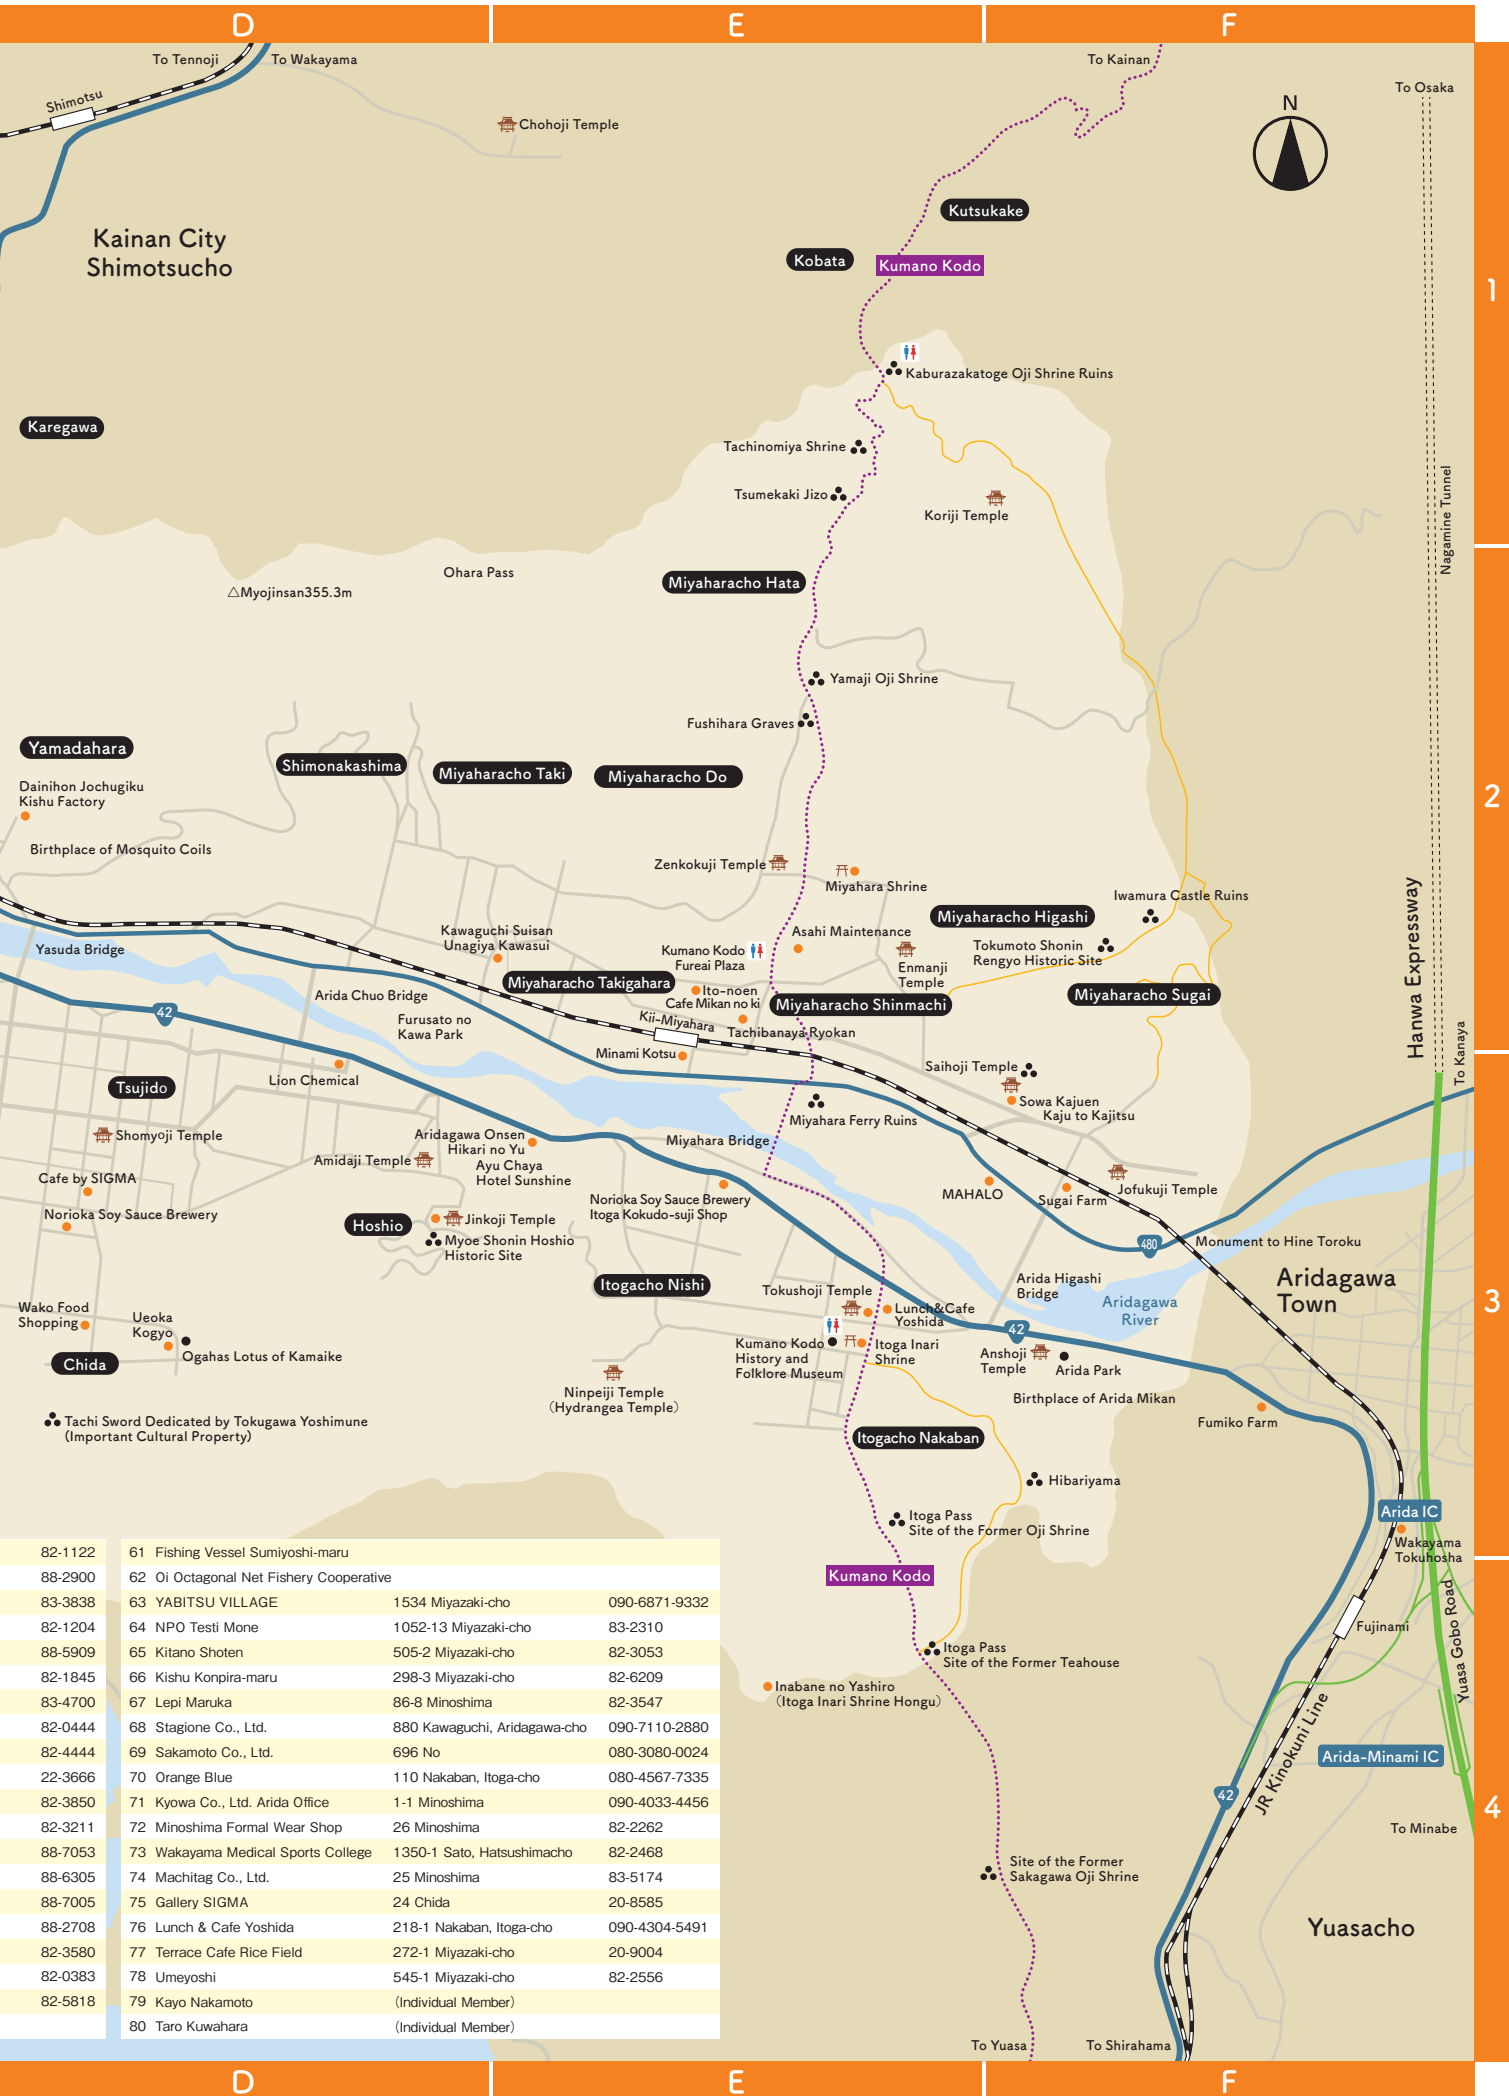 D
E
F
To Tennoji
To Wakayama
To Kainan
To Osaka
Shimotsu
N
Chohoji Temple
Kutsukake
Kainan City
Shimotsucho
Kobata
Kumano Kodo
1
Kaburazakatoge Oji Shrine Ruins
Karegawa
Tachinomiya Shrine
Tsumekaki Jizo
Koriji Temple
Nagamine Tunnel
Ohara Pass
Miyaharacho Hata
△Myojinsan355.3m
Yamaji Oji Shrine
Fushihara Graves
Yamadahara
Shimonakashima
Miyaharacho Taki
Miyaharacho Do
2
Dainihon Jochugiku
Kishu Factory
Birthplace of Mosquito Coils
Zenkokuji Temple
Miyahara Shrine
Iwamura Castle Ruins
Miyaharacho Higashi
Hanwa Expressway
Yasuda Bridge
Kawaguchi Suisan
Unagiya Kawasui
Kumano Kodo
Fureai Plaza
Asahi Maintenance
Enmanji
Temple
Tokumoto Shonin
Rengyo Historic Site
Miyaharacho Takigahara
Ito-noen
Cafe Mikan no ki
Miyaharacho Shinmachi
Miyaharacho Sugai
Arida Chuo Bridge
42
Furusato no
Kawa Park
Kii-Miyahara
Tachibanaya Ryokan
Minami Kotsu
To Kanaya
Lion Chemical
Tsujido
Saihoji Temple
Sowa Kajuen
Kaju to Kajitsu
Miyahara Ferry Ruins
Shomyoji Temple
Aridagawa Onsen
Hikari no Yu
Ayu Chaya
Hotel Sunshine
Miyahara Bridge
Amidaji Temple
Cafe by SIGMA
MAHALO
Sugai Farm
Jofukuji Temple
Norioka Soy Sauce Brewery
Itoga Kokudo-suji Shop
Norioka Soy Sauce Brewery
Hoshio
Jinkoji Temple
Myoe Shonin Hoshio
Historic Site
480
Monument to Hine Toroku
Itogacho Nishi
Tokushoji Temple
Arida Higashi
Bridge
Aridagawa
Town
Aridagawa
River
3
Lunch&Cafe
Yoshida
Wako Food
Shopping
Ueoka
Kogyo
Ogahas Lotus of Kamaike
Chida
42
Kumano Kodo
History and
Folklore Museum
Itoga Inari
Shrine
Anshoji
Temple
Arida Park
Ninpeiji Temple
(Hydrangea Temple)
Birthplace of Arida Mikan
Fumiko Farm
Tachi Sword Dedicated by Tokugawa Yoshimune
(Important Cultural Property)
Itogacho Nakaban
Hibariyama
Arida IC
Itoga Pass
Site of the Former Oji Shrine
Wakayama
Tokuhosha
Kumano Kodo
Yuasa Gobo Road
Fujinami
Itoga Pass
Site of the Former Teahouse
Inabane no Yashiro
(Itoga Inari Shrine Hongu)
JR Kinokuni Line
Arida-Minami IC
42
4
To Minabe
Site of the Former
Sakagawa Oji Shrine
Yuasacho
To Yuasa
To Shirahama
82-1122 61 Fishing Vessel Sumiyoshi-maru
88-2900 62 Oi Octagonal Net Fishery Cooperative
83-3838 63 YABITSU VILLAGE 1534 Miyazaki-cho 090-6871-9332
82-1204 64 NPO Testi Mone 1052-13 Miyazaki-cho 83-2310
88-5909 65 Kitano Shoten 505-2 Miyazaki-cho 82-3053
82-1845 66 Kishu Konpira-maru 298-3 Miyazaki-cho 82-6209
83-4700 67 Lepi Maruka 86-8 Minoshima 82-3547
82-0444 68 Stagione Co., Ltd. 880 Kawaguchi, Aridagawa-cho 090-7110-2880
82-4444 69 Sakamoto Co., Ltd. 696 No 080-3080-0024
22-3666 70 Orange Blue 110 Nakaban, Itoga-cho 080-4567-7335
82-3850 71 Kyowa Co., Ltd. Arida Office 1-1 Minoshima 090-4033-4456
82-3211 72 Minoshima Formal Wear Shop 26 Minoshima 82-2262
88-7053 73 Wakayama Medical Sports College 1350-1 Sato, Hatsushimacho 82-2468
88-6305 74 Machitag Co., Ltd. 25 Minoshima 83-5174
88-7005 75 Gallery SIGMA 24 Chida 20-8585
88-2708 76 Lunch & Cafe Yoshida 218-1 Nakaban, Itoga-cho 090-4304-5491
82-3580 77 Terrace Cafe Rice Field 272-1 Miyazaki-cho 20-9004
82-0383 78 Umeyoshi 545-1 Miyazaki-cho 82-2556
82-5818 79 Kayo Nakamoto (Individual Member)
80 Taro Kuwahara (Individual Member)
D
E
F